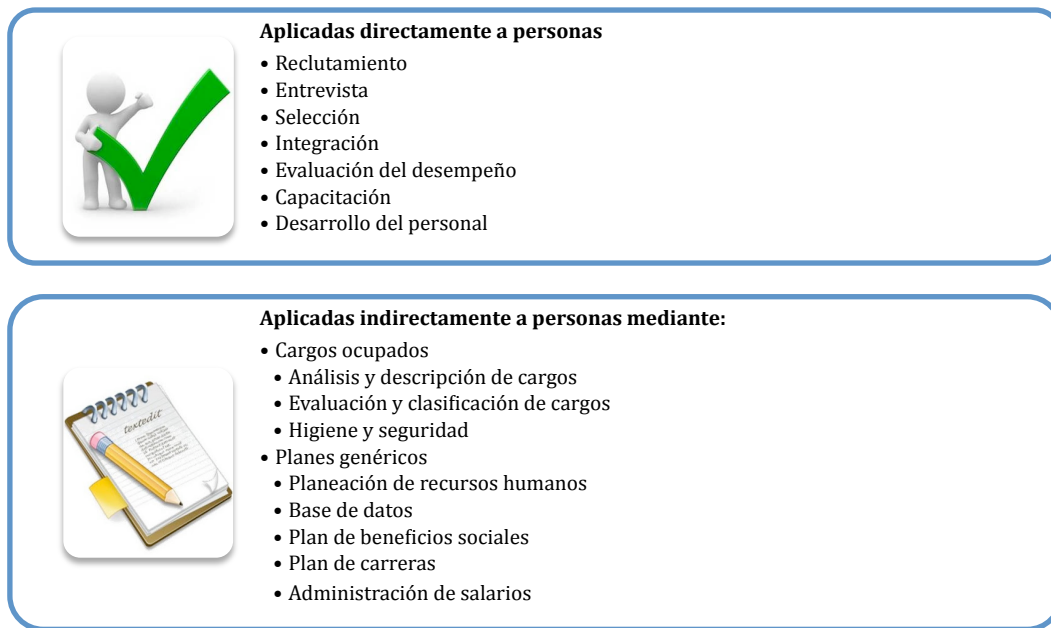 Aplicadas directamente a personas
• Reclutamiento
• Entrevista
• Selección
• Integración
• Evaluación del desempeño
• Capacitación
• Desarrollo del personal
Aplicadas indirectamente a personas mediante:
• Cargos ocupados
• Análisis y descripción de cargos
• Evaluación y clasificación de cargos
• Higiene y seguridad
• Planes genéricos
• Planeación de recursos humanos
• Base de datos
• Plan de beneficios sociales
• Plan de carreras
• Administración de salarios
textedit